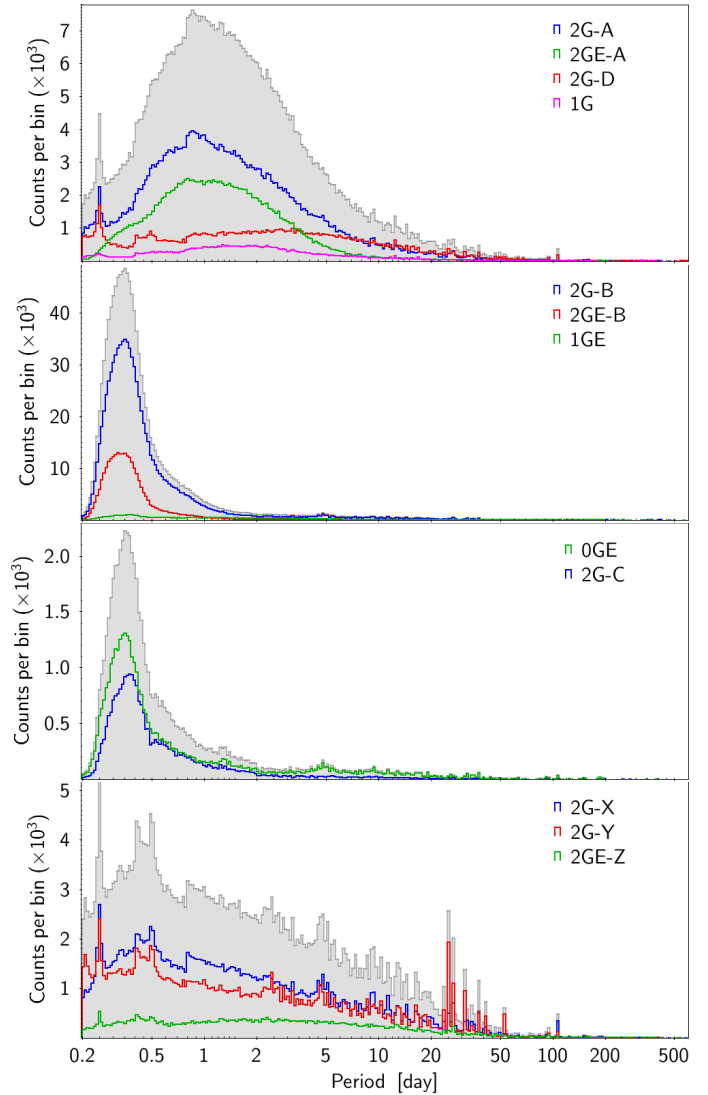 Counts per bin (×10³)
7
6
5
4
3
2
1
2G-A
2GE-A
2G-D
1G
Counts per bin (×10³)
40
30
20
10
2G-B
2GE-B
1GE
Counts per bin (×10³)
2.0
1.5
1.0
0.5
0GE
2G-C
Counts per bin (×10³)
5
4
3
2
1
2G-X
2G-Y
2GE-Z
0.2 0.5 1 2 5 10 20 50 100 200 500
Period [day]